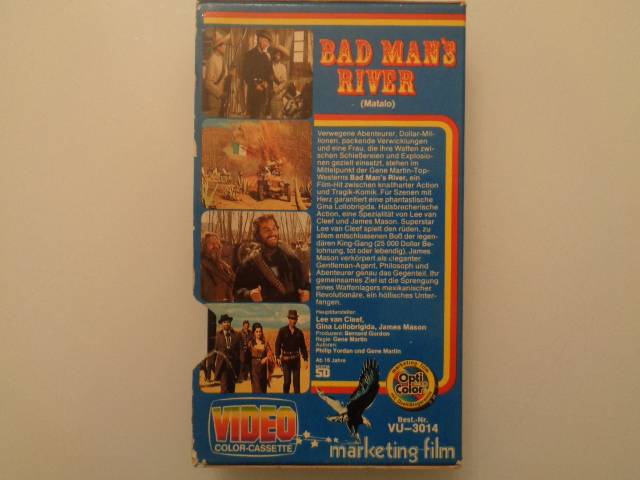 BAD MAN'S
RIVER
(Matalo)
Verwegene Abenteurer, Dollar-Mil-
lionen, packende Verwicklungen
und eine Frau, die ihre Waffen zwi-
schen Schießereien und Explosio-
nen gezielt einsetzt, stehen im
Mittelpunkt der Gene Martin-Top-
Westerns Bad Man's River, ein
Film-Hit zwischen knallharter Action
und Tragik-Komik. Für Szenen mit
Herz garantiert eine phantastische
Gina Lollobrigida. Halsbrecherische
Action, eine Spezialität von Lee van
Cleef und James Mason. Superstar
Lee van Cleef spielt den rüden, zu
allem entschlossenen Boß der legen-
dären King-Gang (25 000 Dollar Be-
lohnung, tot oder lebendig). James
Mason verkörpert als eleganter
Gentleman-Agent, Philosoph und
Abenteurer genau das Gegenteil. Ihr
gemeinsames Ziel ist die Sprengung
eines Waffenlagers mexikanischer
Revolutionäre, ein höllisches Unter-
fangen.
Hauptdarsteller:
Lee van Cleef,
Gina Lollobrigida, James Mason
Produzent: Bernard Gordon
Regie: Gene Martin
Autoren:
Philip Yordan und Gene Martin
Ab 16 Jahre
SD
marketing film
Opti
Color
VIDEO
COLOR-CASSETTE
Best.-Nr.
VU-3014
marketing-film